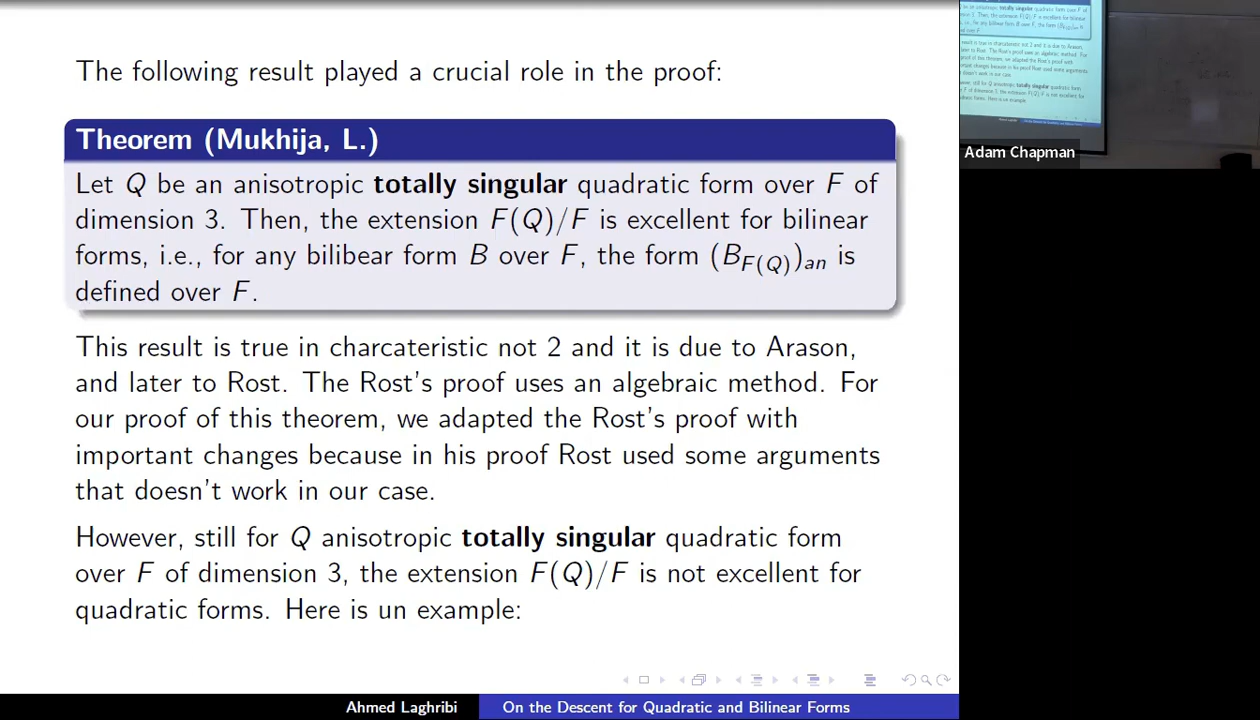 The following result played a crucial role in the proof:
Theorem (Mukhija, L.)
Let Q be an anisotropic totally singular quadratic form over F of
dimension 3. Then, the extension F(Q)/F is excellent for bilinear
forms, i.e., for any bilibear form B over F, the form (B_{F(Q)})_{an} is
defined over F.
This result is true in charcateristic not 2 and it is due to Arason,
and later to Rost. The Rost's proof uses an algebraic method. For
our proof of this theorem, we adapted the Rost's proof with
important changes because in his proof Rost used some arguments
that doesn't work in our case.
However, still for Q anisotropic totally singular quadratic form
over F of dimension 3, the extension F(Q)/F is not excellent for
quadratic forms. Here is un example:
Ahmed Laghribi On the Descent for Quadratic and Bilinear Forms
Adam Chapman